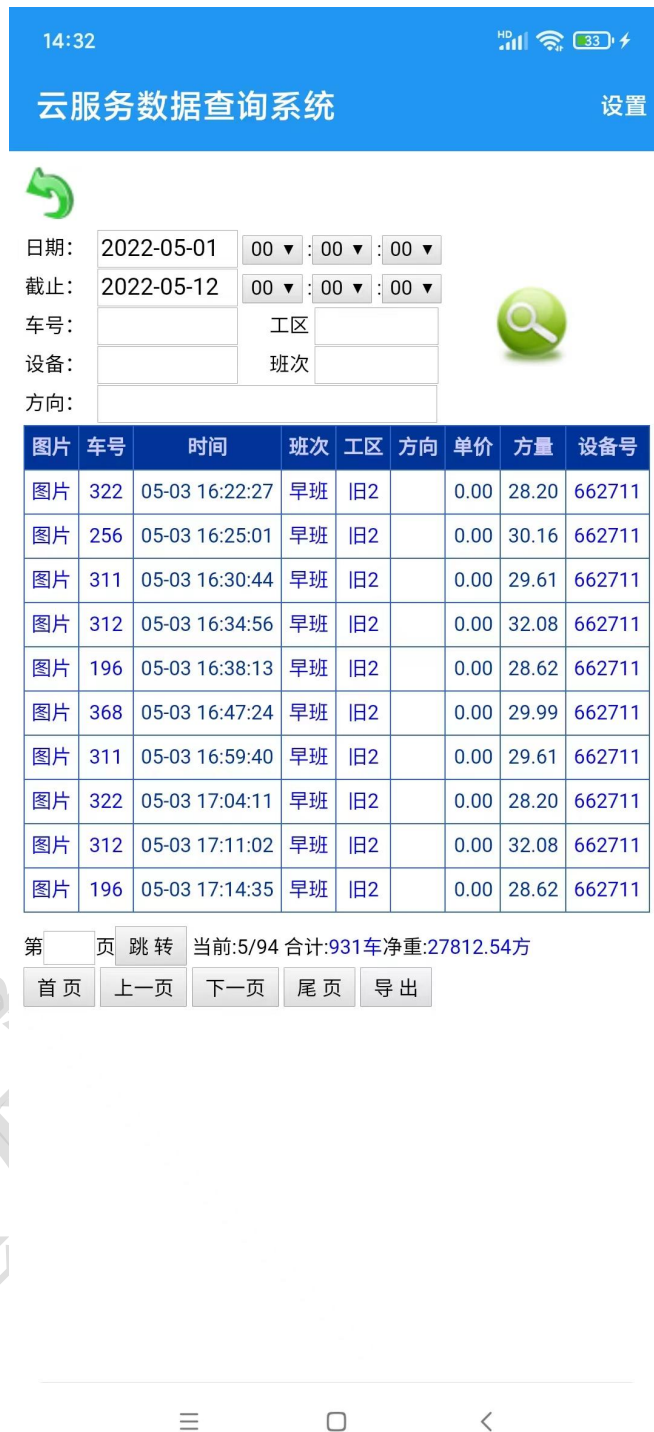 14:32 HD 33
云服务数据查询系统 设置
日期： 2022-05-01 00 ▼ : 00 ▼ : 00 ▼
截止： 2022-05-12 00 ▼ : 00 ▼ : 00 ▼
车号： 工区
设备： 班次
方向：
图片 车号 时间 班次 工区 方向 单价 方量 设备号
图片 322 05-03 16:22:27 早班 旧2 0.00 28.20 662711
图片 256 05-03 16:25:01 早班 旧2 0.00 30.16 662711
图片 311 05-03 16:30:44 早班 旧2 0.00 29.61 662711
图片 312 05-03 16:34:56 早班 旧2 0.00 32.08 662711
图片 196 05-03 16:38:13 早班 旧2 0.00 28.62 662711
图片 368 05-03 16:47:24 早班 旧2 0.00 29.99 662711
图片 311 05-03 16:59:40 早班 旧2 0.00 29.61 662711
图片 322 05-03 17:04:11 早班 旧2 0.00 28.20 662711
图片 312 05-03 17:11:02 早班 旧2 0.00 32.08 662711
图片 196 05-03 17:14:35 早班 旧2 0.00 28.62 662711
第 页 跳 转 当前:5/94 合计:931车净重:27812.54方
首 页 上一页 下一页 尾 页 导 出